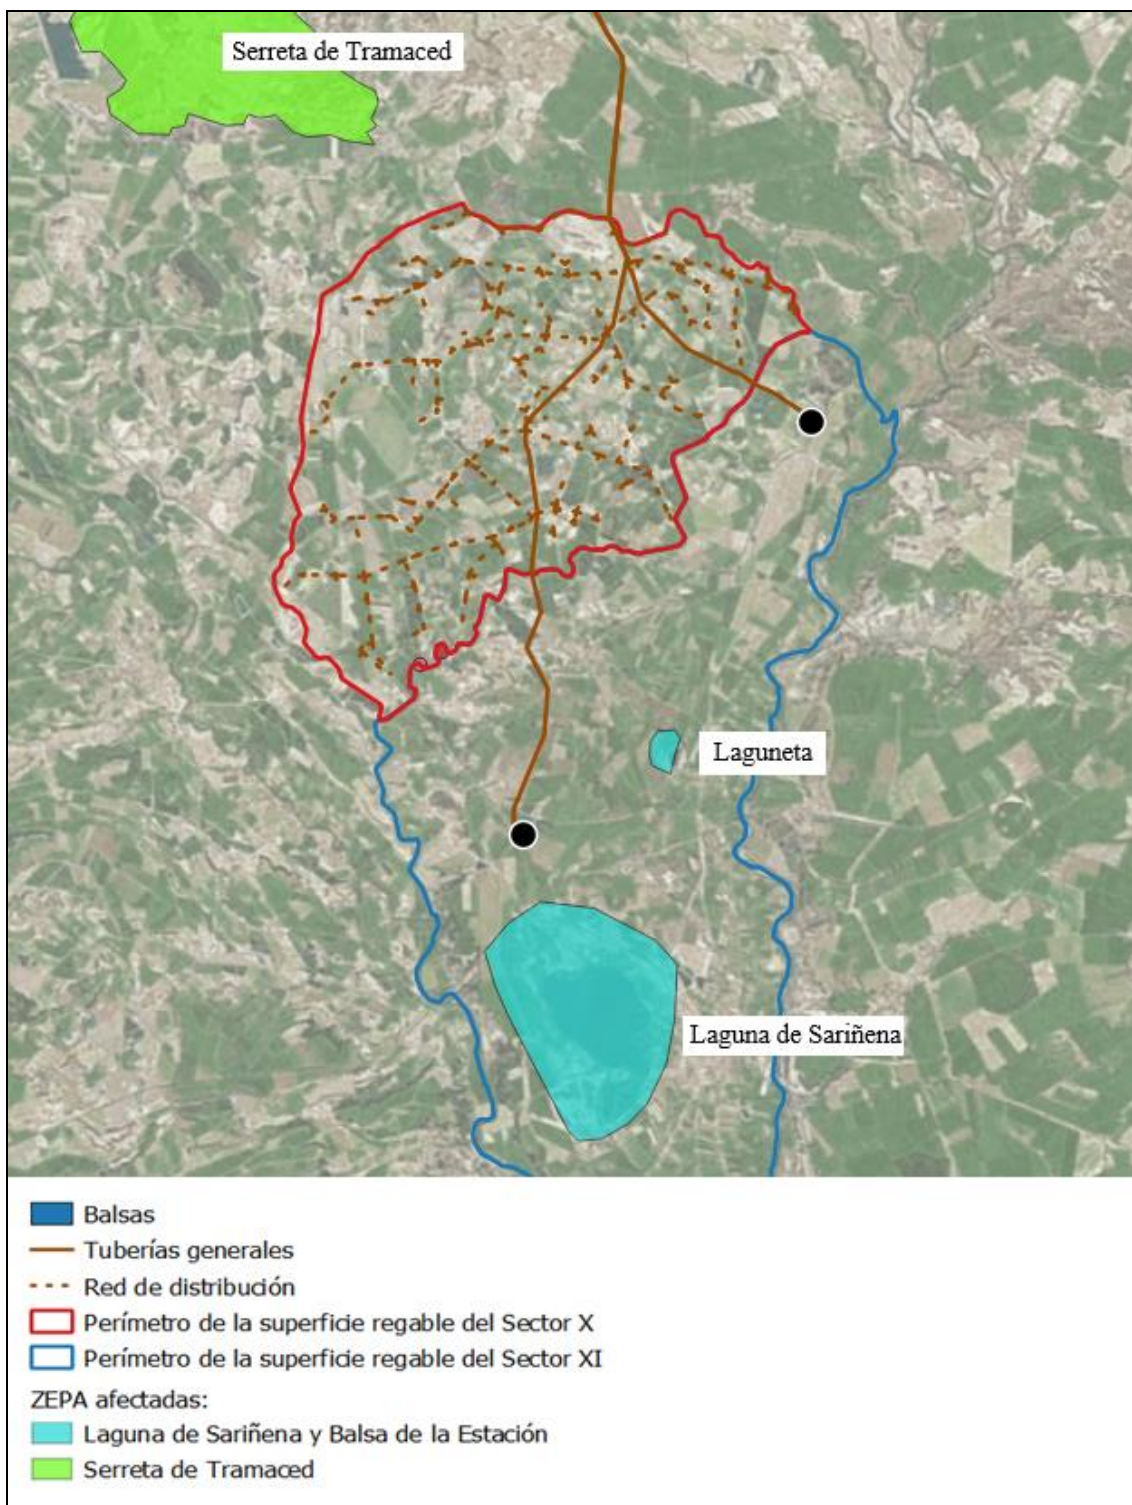 Serreta de Tramaced
Laguneta
Laguna de Sariñena
Balsas
Tuberías generales
Red de distribución
Perímetro de la superficie regable del Sector X
Perímetro de la superficie regable del Sector XI
ZEPA afectadas:
Laguna de Sariñena y Balsa de la Estación
Serreta de Tramaced